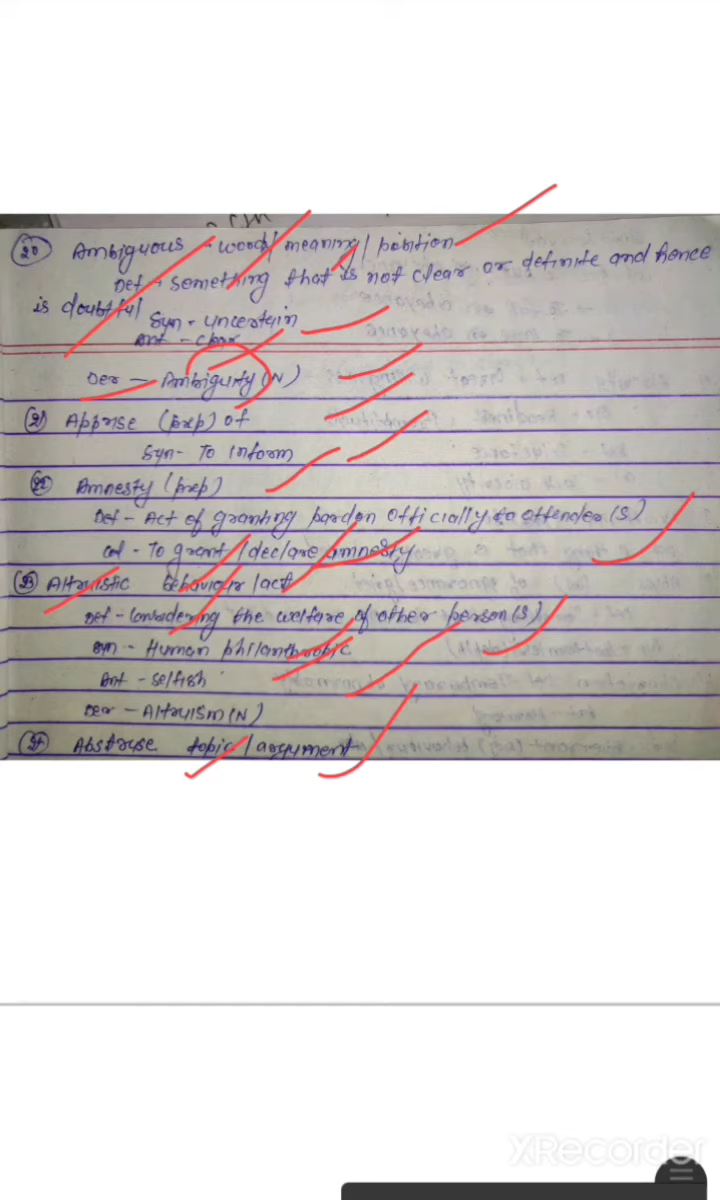 (20) Ambiguous - word / meaning / position
Def - something that is not clear or definite and hence
is doubtful
Syn - uncertain
Ant - clear
Der - Ambiguity (N)
(21) Apprise (prep) of
Syn - To inform
(22) Amnesty (prep)
Def - Act of granting pardon officially to offender (s)
Col - To grant / declare amnesty
(23) Altruistic behaviour / act
Def - Considering the welfare of other person (s)
Syn - Human philanthropic
Ant - selfish
Der - Altruism (N)
(24) Abstruse topic / argument
XRecorder